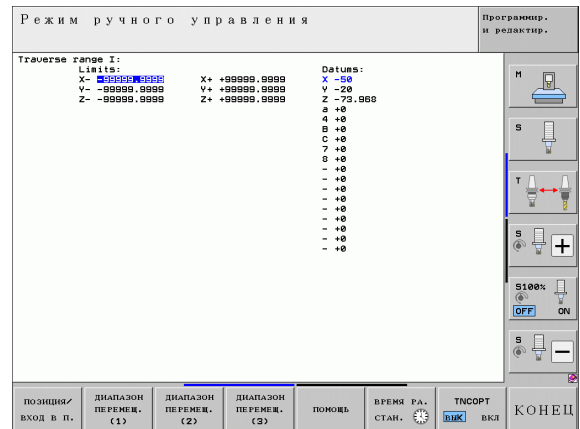 Режим ручного управления
Программир.
и редактир.
Traverse range I:
Limits: Datums:
X- -99999.9999 X+ +99999.9999 X -50
Y- -99999.9999 Y+ +99999.9999 Y -20
Z- -99999.9999 Z+ +99999.9999 Z -73.968
a +0
4 +0
B +0
C +0
7 +0
8 +0
- +0
- +0
- +0
- +0
- +0
- +0
- +0
- +0
- +0
M
S
T
S
+
S100%
OFF ON
S
-
ПОЗИЦИЯ/
ВХОД В П.
ДИАПАЗОН
ПЕРЕМЕЩ.
(1)
ДИАПАЗОН
ПЕРЕМЕЩ.
(2)
ДИАПАЗОН
ПЕРЕМЕЩ.
(3)
ПОМОЩЬ
ВРЕМЯ РА.
СТАН.
TNCOPT
ВЫК ВКЛ
КОНЕЦ